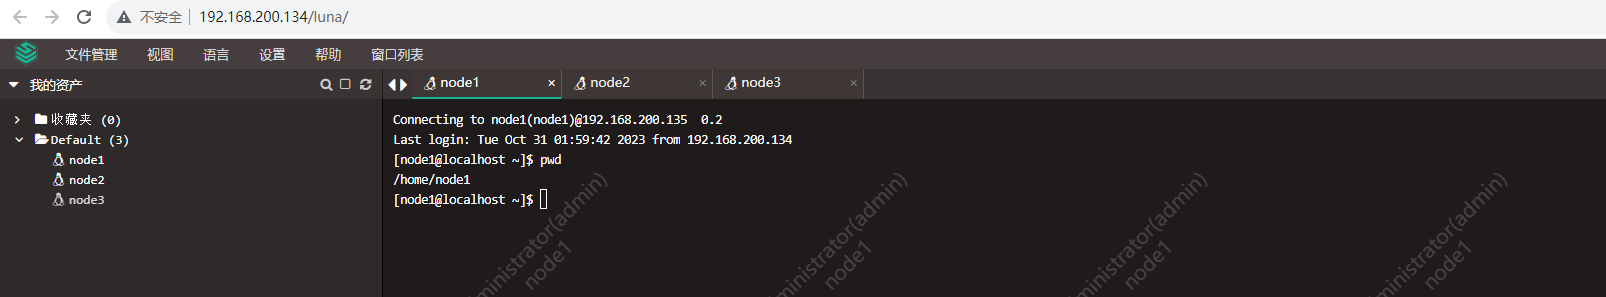 不安全 192.168.200.134/luna/
文件管理 视图 语言 设置 帮助 窗口列表
我的资产
node1 × node2 × node3 ×
收藏夹 (0)
Default (3)
node1
node2
node3
Connecting to node1(node1)@192.168.200.135  0.2
Last login: Tue Oct 31 01:59:42 2023 from 192.168.200.134
[node1@localhost ~]$ pwd
/home/node1
[node1@localhost ~]$
ministrator(admin)
node1
ministrator(admin)
node1
ministrator(admin)
node1
ministrator(admin)
node1